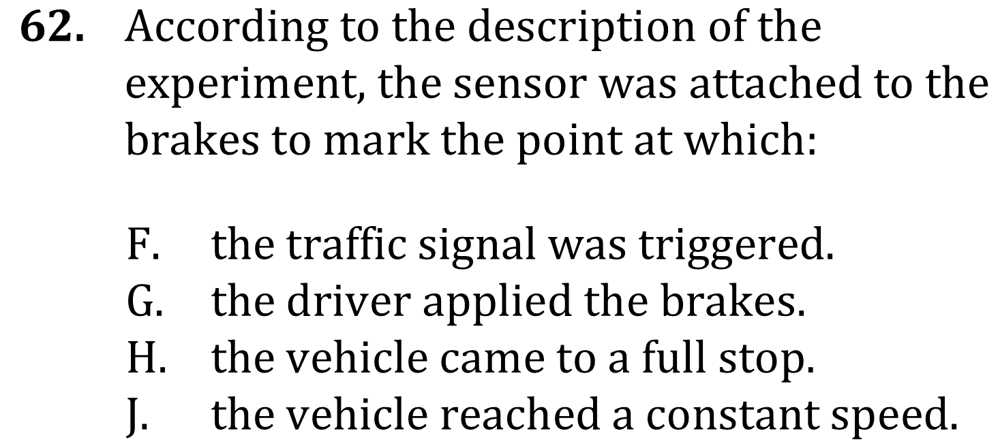 62. According to the description of the
experiment, the sensor was attached to the
brakes to mark the point at which:
F. the traffic signal was triggered.
G. the driver applied the brakes.
H. the vehicle came to a full stop.
J. the vehicle reached a constant speed.